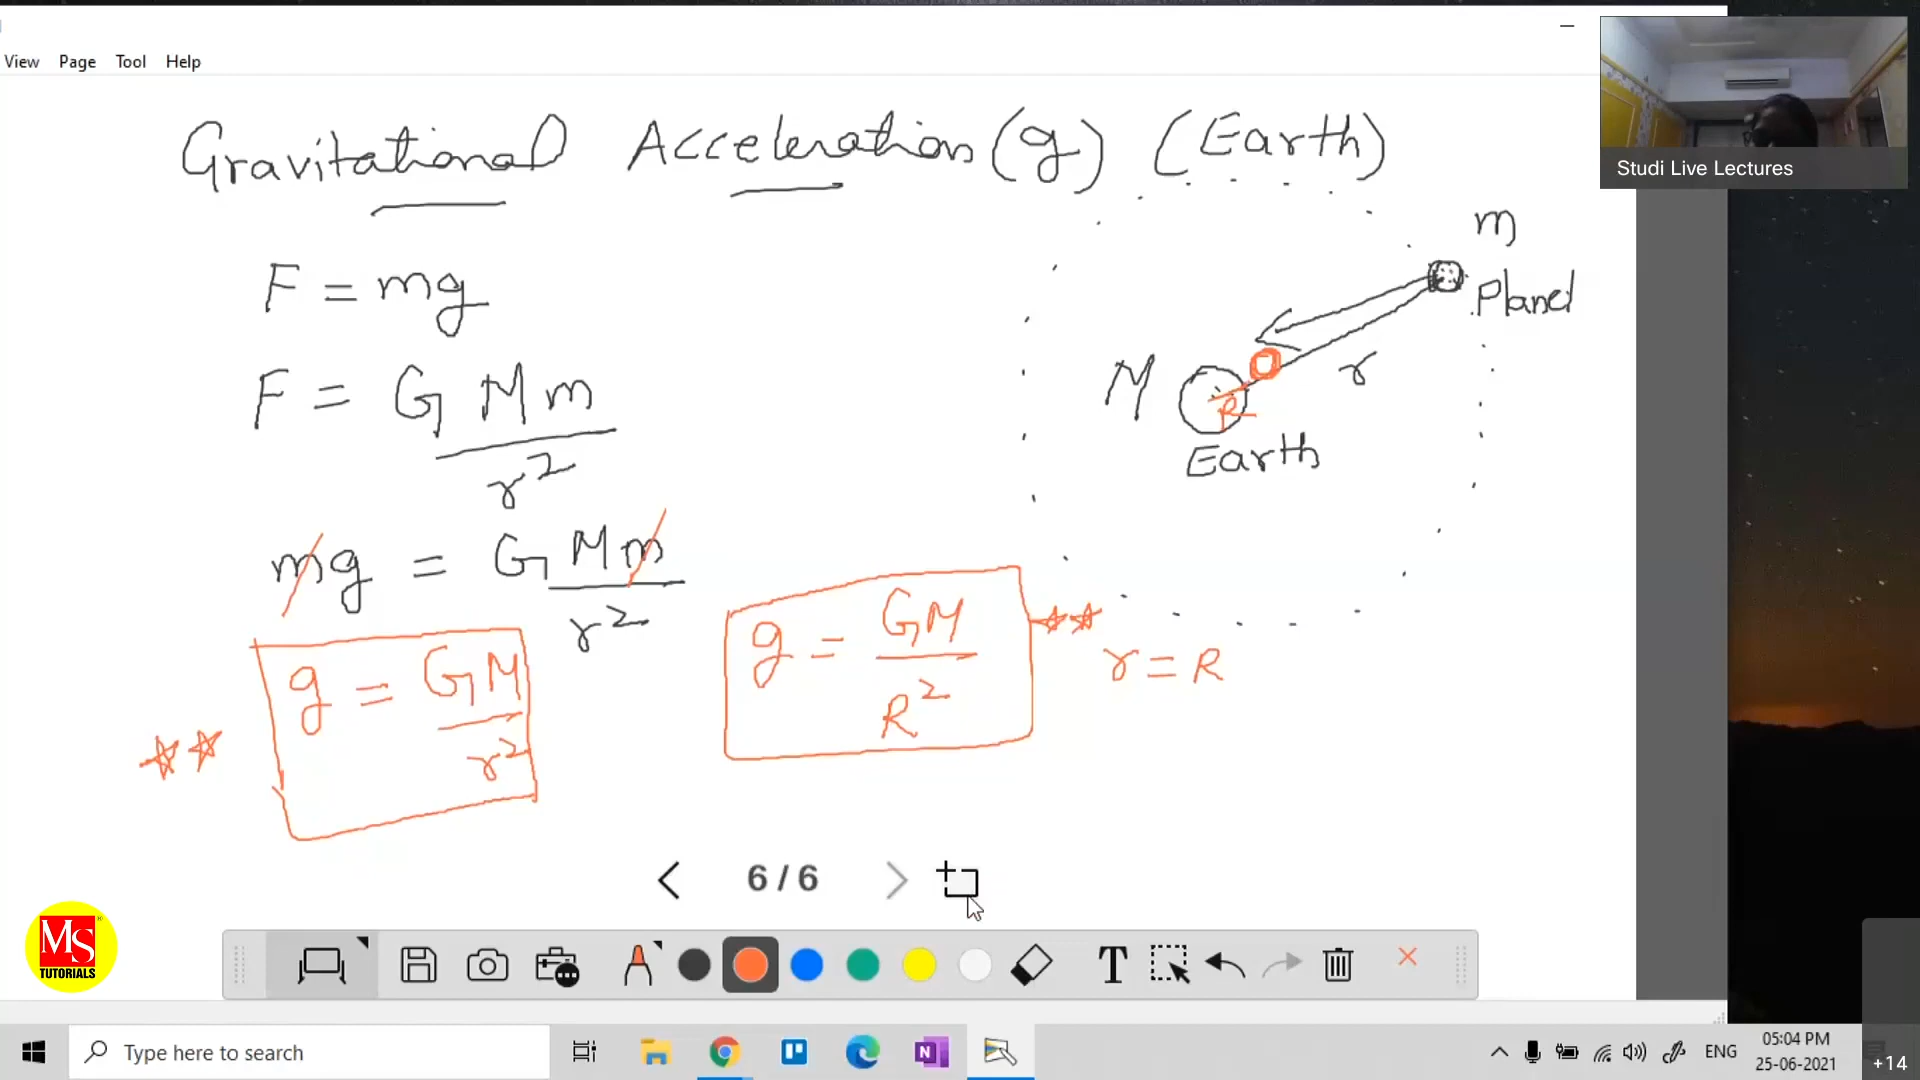 View Page Tool Help
Studi Live Lectures
Gravitational Acceleration (g) (Earth)
F = mg
F = G Mm
r²
mg = G Mm
r²
g = GM
r²
g = GM
R²
r = R
m
Planet
r
M
R
Earth
6 / 6
MS
TUTORIALS
T
Type here to search
N
ENG
05:04 PM
25-06-2021
+14